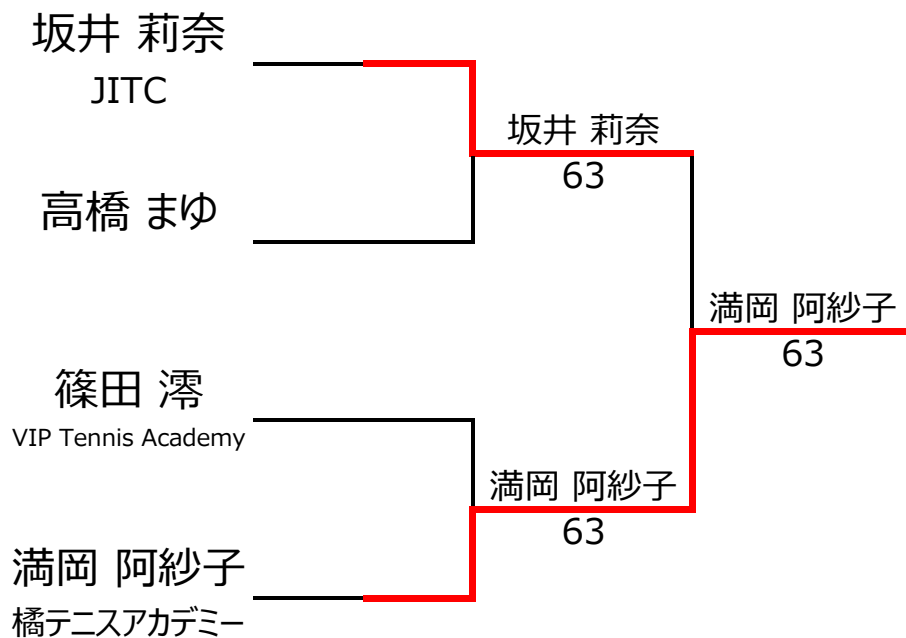 坂井 莉奈
JITC
高橋 まゆ
篠田 澪
VIP Tennis Academy
満岡 阿紗子
橘テニスアカデミー
坂井 莉奈
63
満岡 阿紗子
63
満岡 阿紗子
63